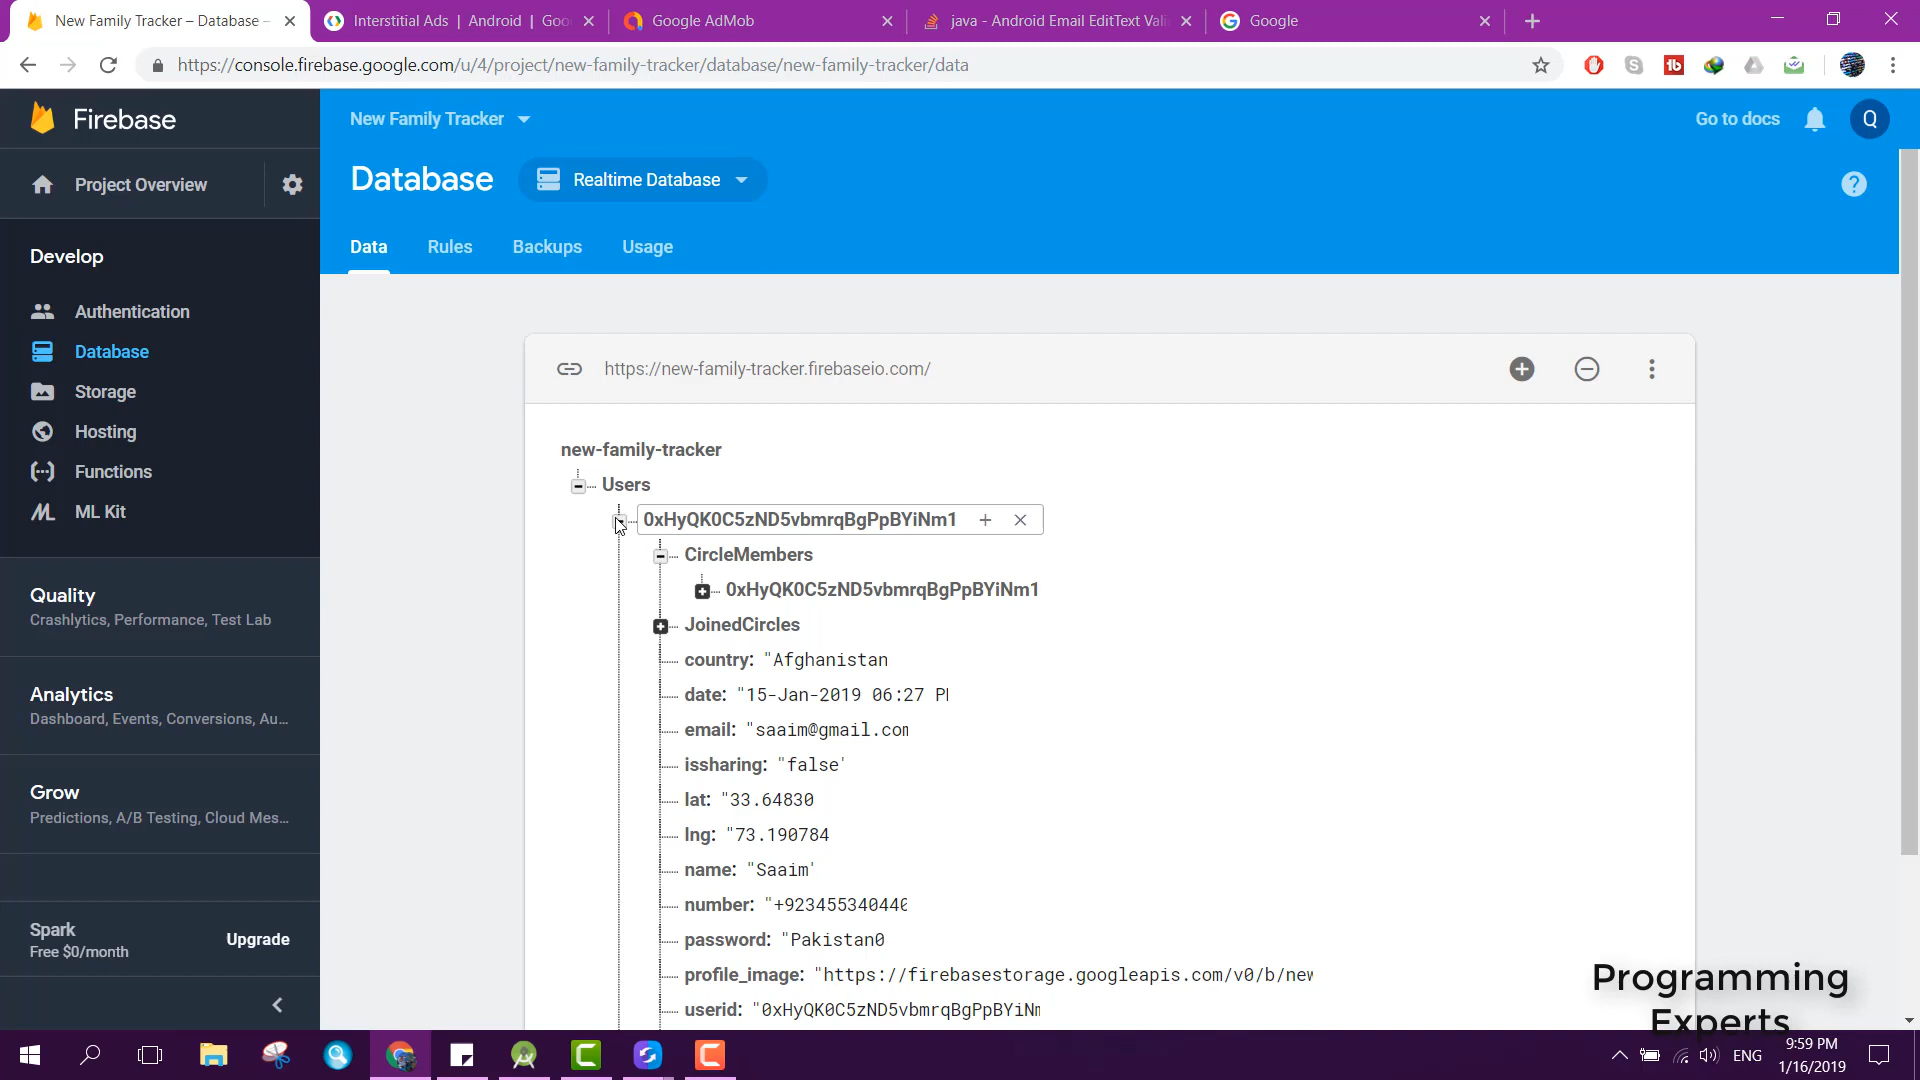 New Family Tracker – Database –
Interstitial Ads | Android | Goo
Google AdMob
java - Android Email EditText Vali
Google
https://console.firebase.google.com/u/4/project/new-family-tracker/database/new-family-tracker/data
Firebase
New Family Tracker
Go to docs
Q
Project Overview
Database
Realtime Database
?
Data
Rules
Backups
Usage
Develop
Authentication
Database
Storage
Hosting
Functions
ML Kit
Quality
Crashlytics, Performance, Test Lab
Analytics
Dashboard, Events, Conversions, Au...
Grow
Predictions, A/B Testing, Cloud Mes...
Spark
Free $0/month
Upgrade
https://new-family-tracker.firebaseio.com/
new-family-tracker
Users
0xHyQK0C5zND5vbmrqBgPpBYiNm1
CircleMembers
0xHyQK0C5zND5vbmrqBgPpBYiNm1
JoinedCircles
country: "Afghanistan
date: "15-Jan-2019 06:27 PM
email: "saaim@gmail.com
issharing: "false"
lat: "33.64830
lng: "73.190784
name: "Saaim"
number: "+923455340440
password: "Pakistan0
profile_image: "https://firebasestorage.googleapis.com/v0/b/new
userid: "0xHyQK0C5zND5vbmrqBgPpBYiNm
Programming
Experts
ENG
9:59 PM
1/16/2019